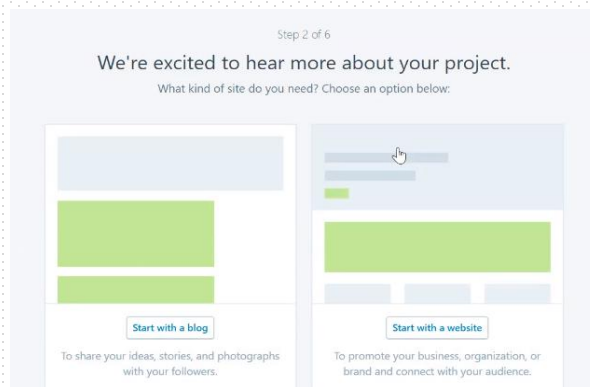 Step 2 of 6
We're excited to hear more about your project.
What kind of site do you need? Choose an option below:
Start with a blog
To share your ideas, stories, and photographs
with your followers.
Start with a website
To promote your business, organization, or
brand and connect with your audience.